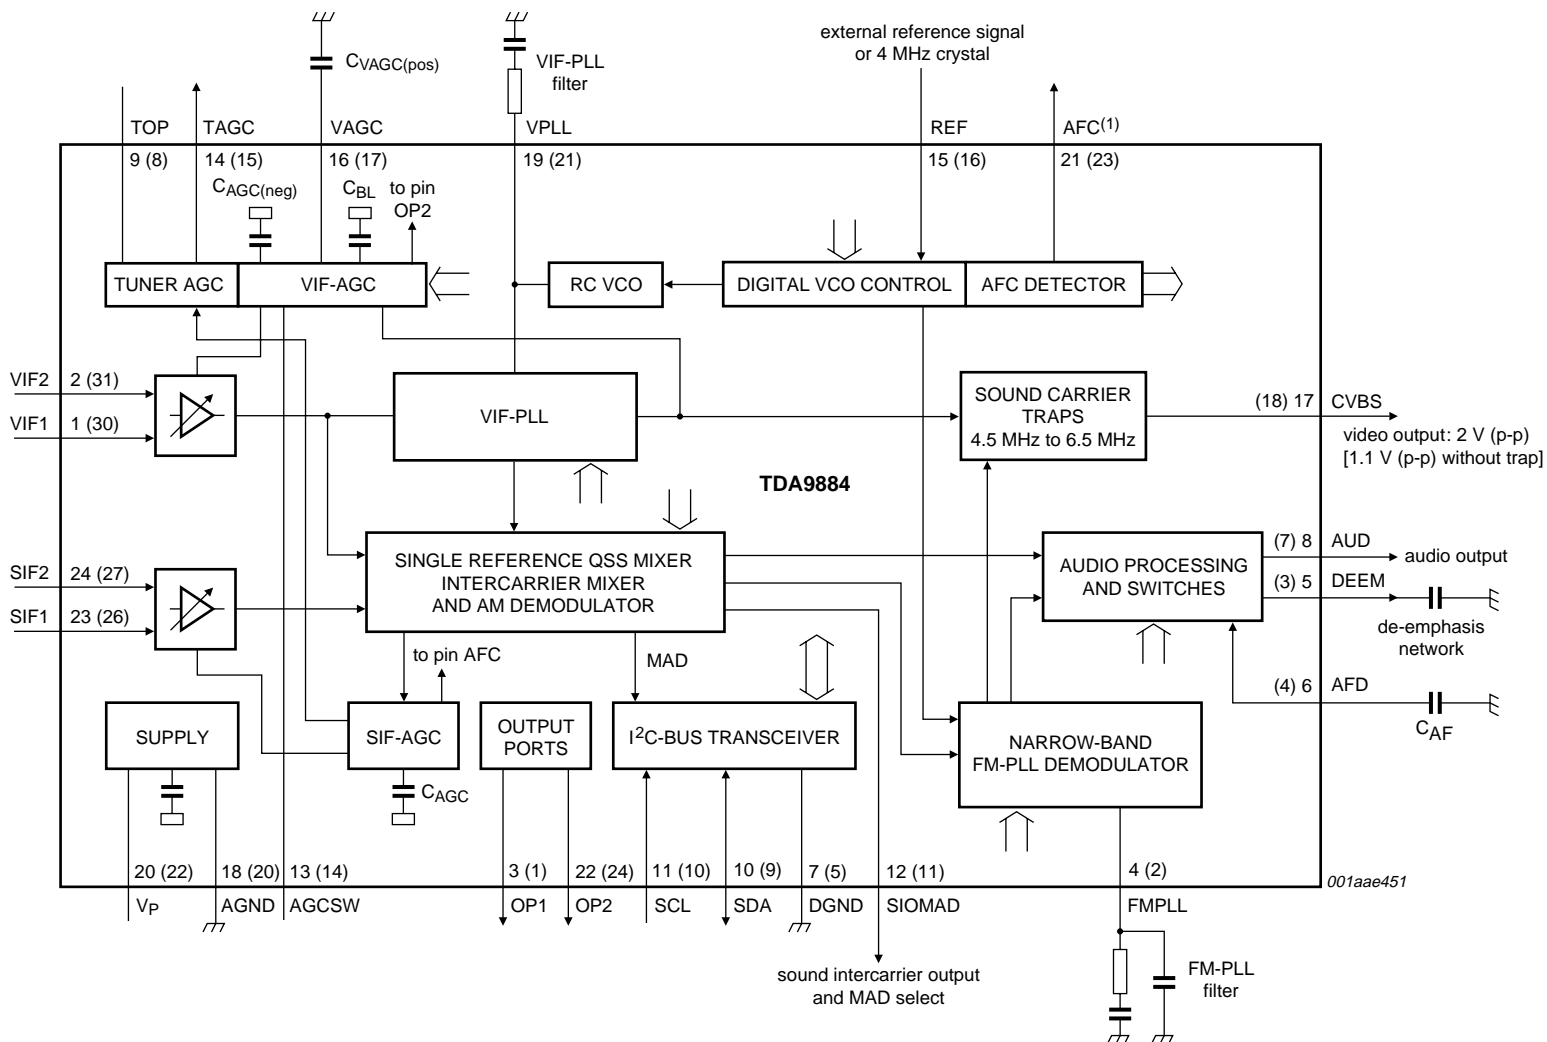 external reference signal
or 4 MHz crystal
CVAGC(pos)
VIF-PLL
filter
TOP
TAGC
VAGC
VPLL
REF
AFC(1)
9 (8)
14 (15)
16 (17)
19 (21)
15 (16)
21 (23)
CAGC(neg)
CBL
to pin
OP2
TUNER AGC
VIF-AGC
RC VCO
DIGITAL VCO CONTROL
AFC DETECTOR
VIF2
2 (31)
VIF1
1 (30)
VIF-PLL
SOUND CARRIER
TRAPS
4.5 MHz to 6.5 MHz
(18) 17
CVBS
video output: 2 V (p-p)
[1.1 V (p-p) without trap]
TDA9884
SIF2
24 (27)
SIF1
23 (26)
SINGLE REFERENCE QSS MIXER
INTERCARRIER MIXER
AND AM DEMODULATOR
AUDIO PROCESSING
AND SWITCHES
(7) 8
AUD
audio output
(3) 5
DEEM
de-emphasis
network
to pin AFC
MAD
(4) 6
AFD
CAF
SUPPLY
SIF-AGC
OUTPUT
PORTS
I2C-BUS TRANSCEIVER
NARROW-BAND
FM-PLL DEMODULATOR
CAGC
20 (22)
18 (20)
13 (14)
3 (1)
22 (24)
11 (10)
10 (9)
7 (5)
12 (11)
4 (2)
001aae451
VP
AGND
AGCSW
OP1
OP2
SCL
SDA
DGND
SIOMAD
FMPLL
sound intercarrier output
and MAD select
FM-PLL
filter